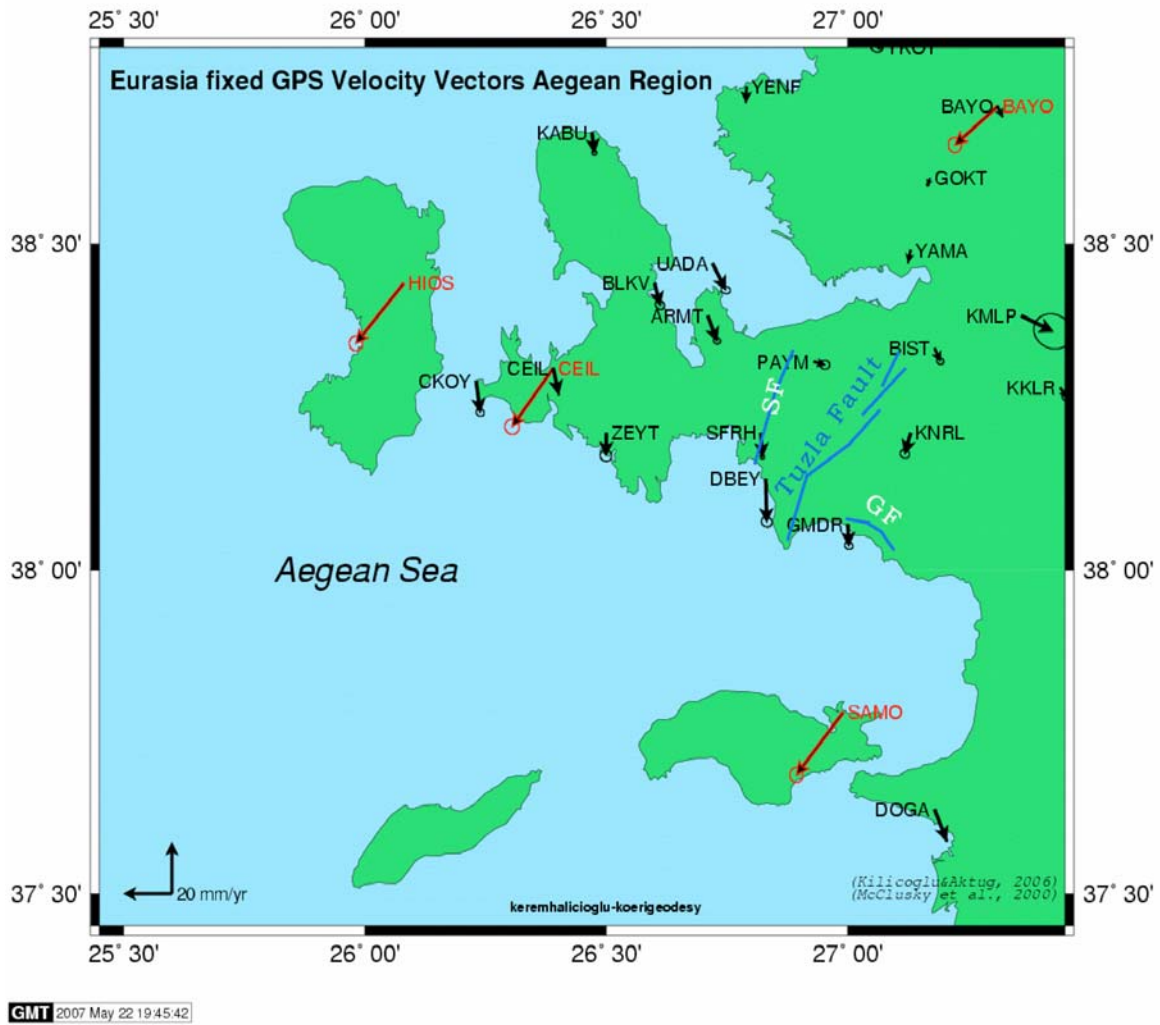 25˚ 30' 26˚ 00' 26˚ 30' 27˚ 00'
Eurasia fixed GPS Velocity Vectors Aegean Region
YENF
BAYO BAYO
KABU
GOKT
38˚ 30' 38˚ 30'
YAMA
UADA
BLKV
HIOS
ARMT
KMLP
BIST
PAYM
CEIL CEIL
CKOY
KKLR
SF
Tuzla Fault
ZEYT
SFRH
KNRL
DBEY
GF
GMDR
38˚ 00' 38˚ 00'
Aegean Sea
SAMO
DOGA
20 mm/yr
(Kilicoglu&Aktug, 2006)
(McClusky et al., 2000)
37˚ 30' 37˚ 30'
keremhalicioglu-koerigeodesy
25˚ 30' 26˚ 00' 26˚ 30' 27˚ 00'
GMT 2007 May 22 19:45:42